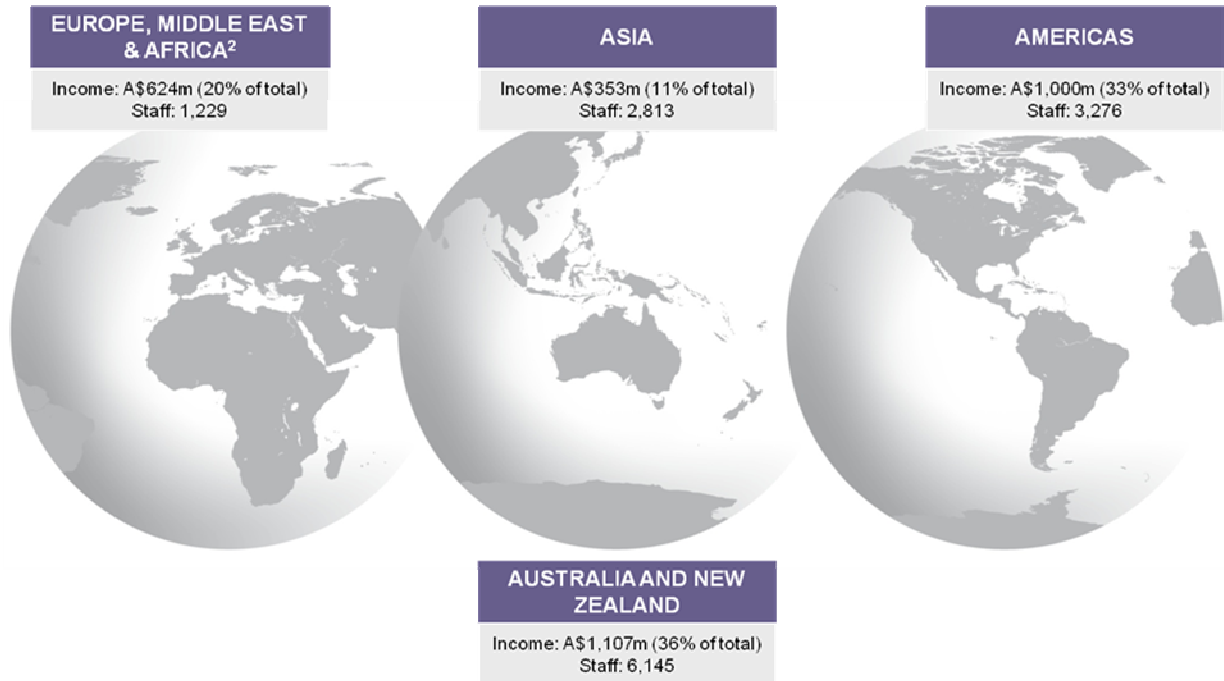 EUROPE, MIDDLE EAST
& AFRICA²
Income: A$624m (20% of total)
Staff: 1,229
ASIA
Income: A$353m (11% of total)
Staff: 2,813
AMERICAS
Income: A$1,000m (33% of total)
Staff: 3,276
AUSTRALIA AND NEW
ZEALAND
Income: A$1,107m (36% of total)
Staff: 6,145